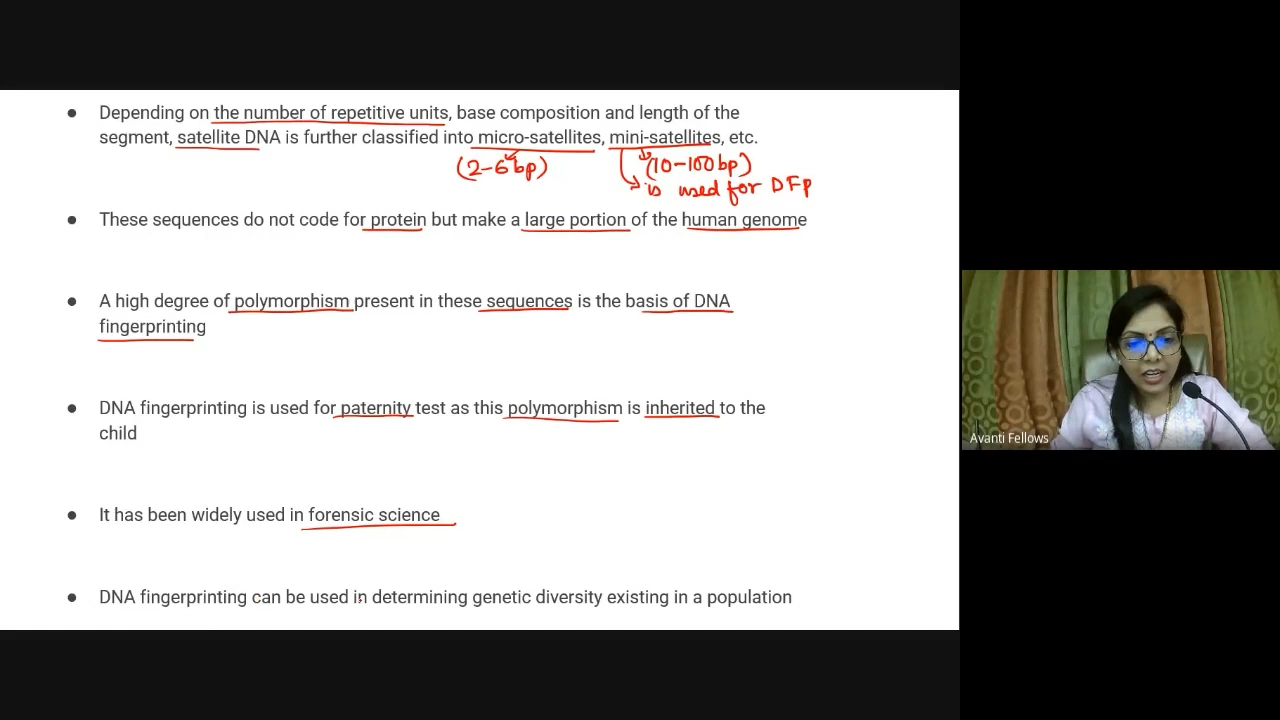 ● Depending on the number of repetitive units, base composition and length of the
segment, satellite DNA is further classified into micro-satellites, mini-satellites, etc.
(2-6 bp) (10-100bp)
is used for DFP
● These sequences do not code for protein but make a large portion of the human genome
● A high degree of polymorphism present in these sequences is the basis of DNA
fingerprinting
● DNA fingerprinting is used for paternity test as this polymorphism is inherited to the
child
● It has been widely used in forensic science
● DNA fingerprinting can be used in determining genetic diversity existing in a population
Avanti Fellows